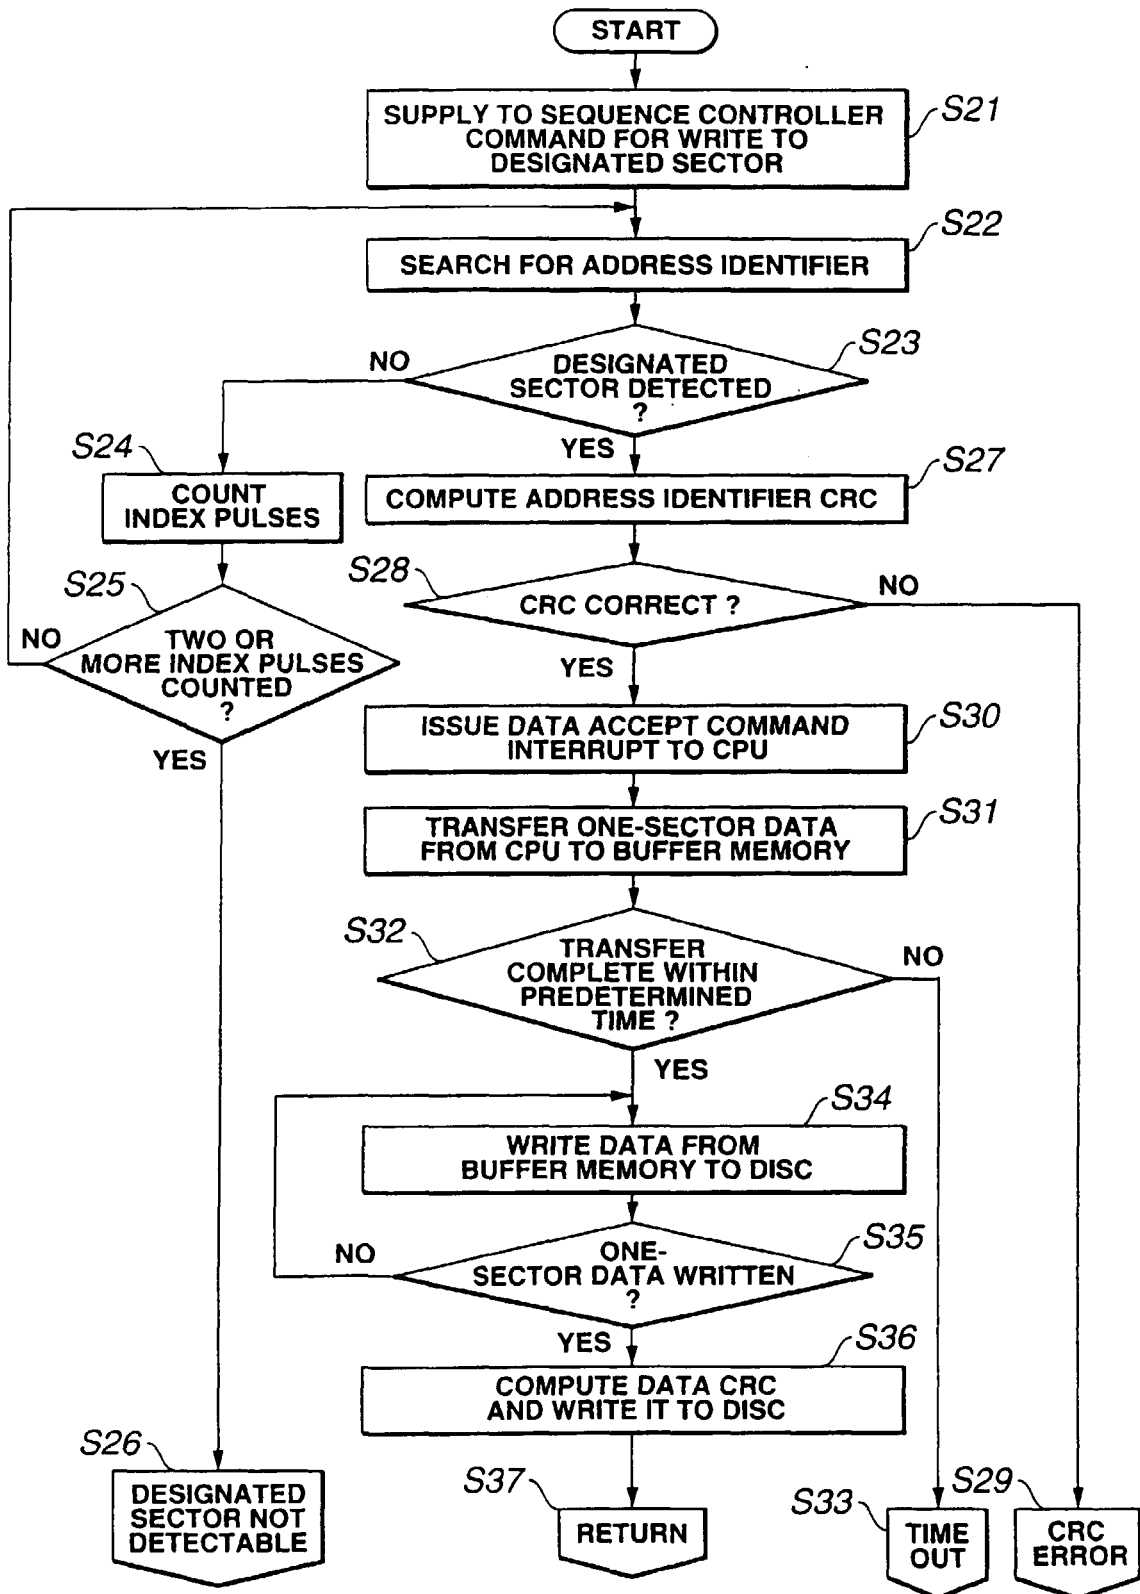 START
SUPPLY TO SEQUENCE CONTROLLER
COMMAND FOR WRITE TO
DESIGNATED SECTOR
S21
SEARCH FOR ADDRESS IDENTIFIER
S22
DESIGNATED
SECTOR DETECTED
?
S23
NO
YES
S24
COUNT
INDEX PULSES
COMPUTE ADDRESS IDENTIFIER CRC
S27
S25
TWO OR
MORE INDEX PULSES
COUNTED
?
NO
YES
S28
CRC CORRECT ?
NO
YES
ISSUE DATA ACCEPT COMMAND
INTERRUPT TO CPU
S30
TRANSFER ONE-SECTOR DATA
FROM CPU TO BUFFER MEMORY
S31
S32
TRANSFER
COMPLETE WITHIN
PREDETERMINED
TIME ?
NO
YES
S34
WRITE DATA FROM
BUFFER MEMORY TO DISC
S35
ONE-
SECTOR DATA WRITTEN
?
NO
YES
S36
COMPUTE DATA CRC
AND WRITE IT TO DISC
S26
DESIGNATED
SECTOR NOT
DETECTABLE
S37
RETURN
S33
TIME
OUT
S29
CRC
ERROR